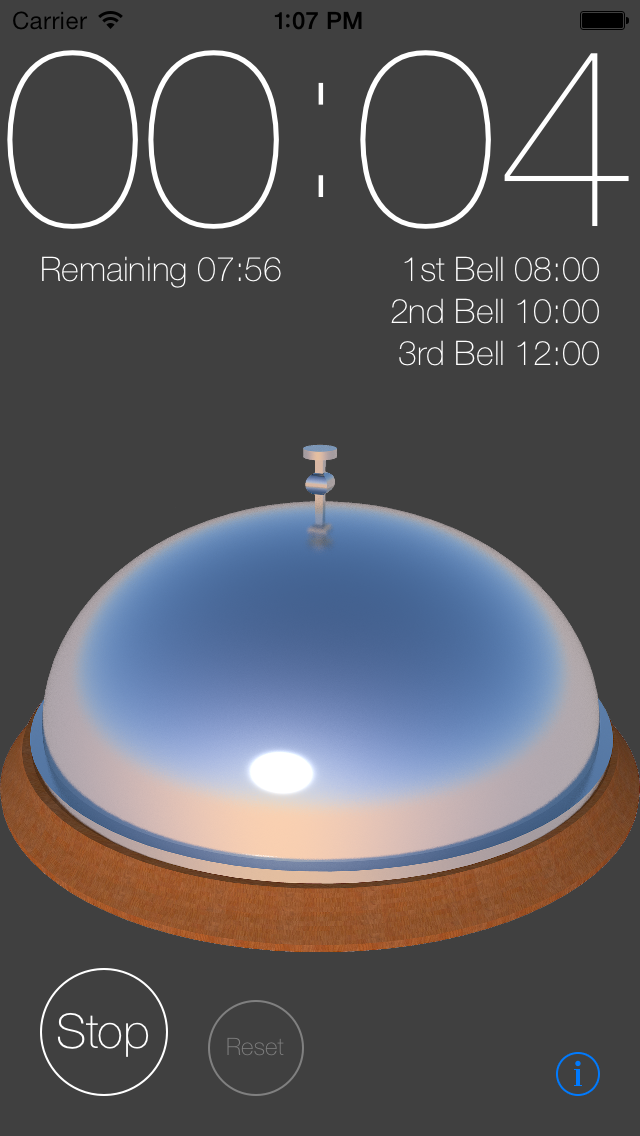 Carrier 1:07 PM
00:04
Remaining 07:56 1st Bell 08:00
2nd Bell 10:00
3rd Bell 12:00
Stop Reset i